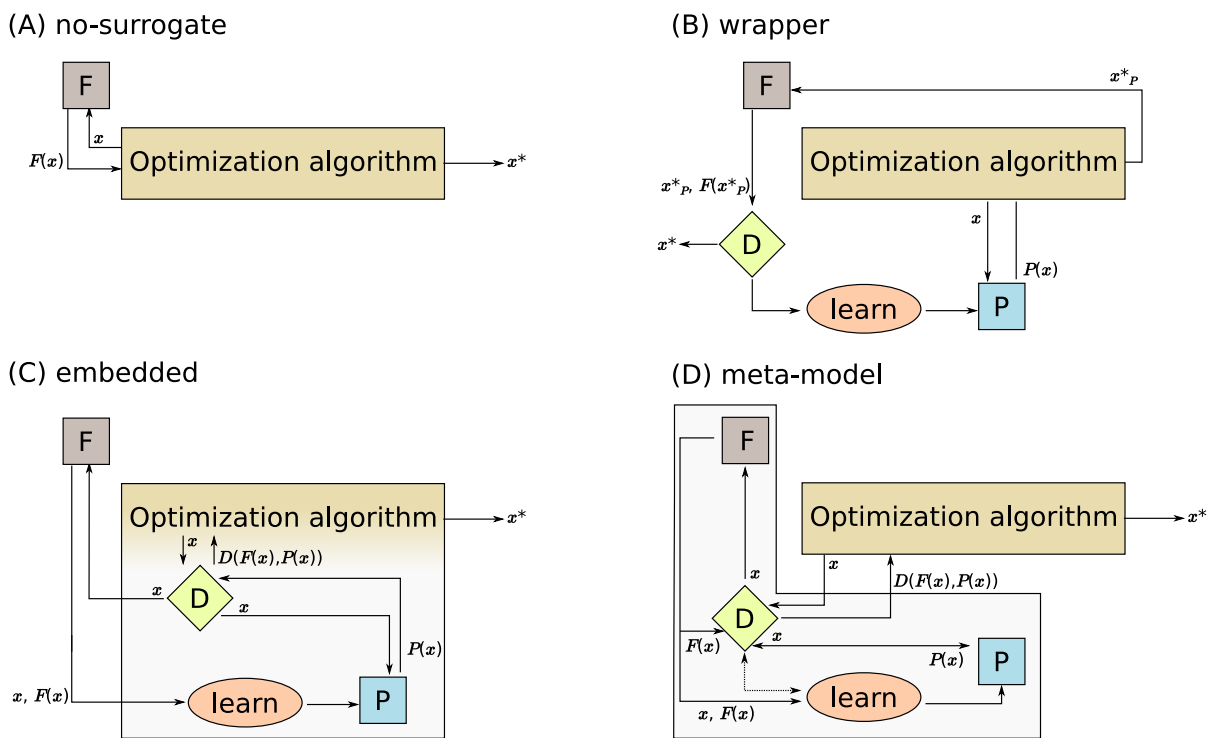 (A) no-surrogate
F
x
F(x)
Optimization algorithm
x*
(B) wrapper
F
x*P
Optimization algorithm
x*P, F(x*P)
x
P(x)
D
x*
learn
P
(C) embedded
F
Optimization algorithm
x*
x
D(F(x),P(x))
x
D
x
P(x)
x, F(x)
learn
P
(D) meta-model
F
Optimization algorithm
x*
x
x
D(F(x),P(x))
D
F(x)
x
P(x)
P
x, F(x)
learn